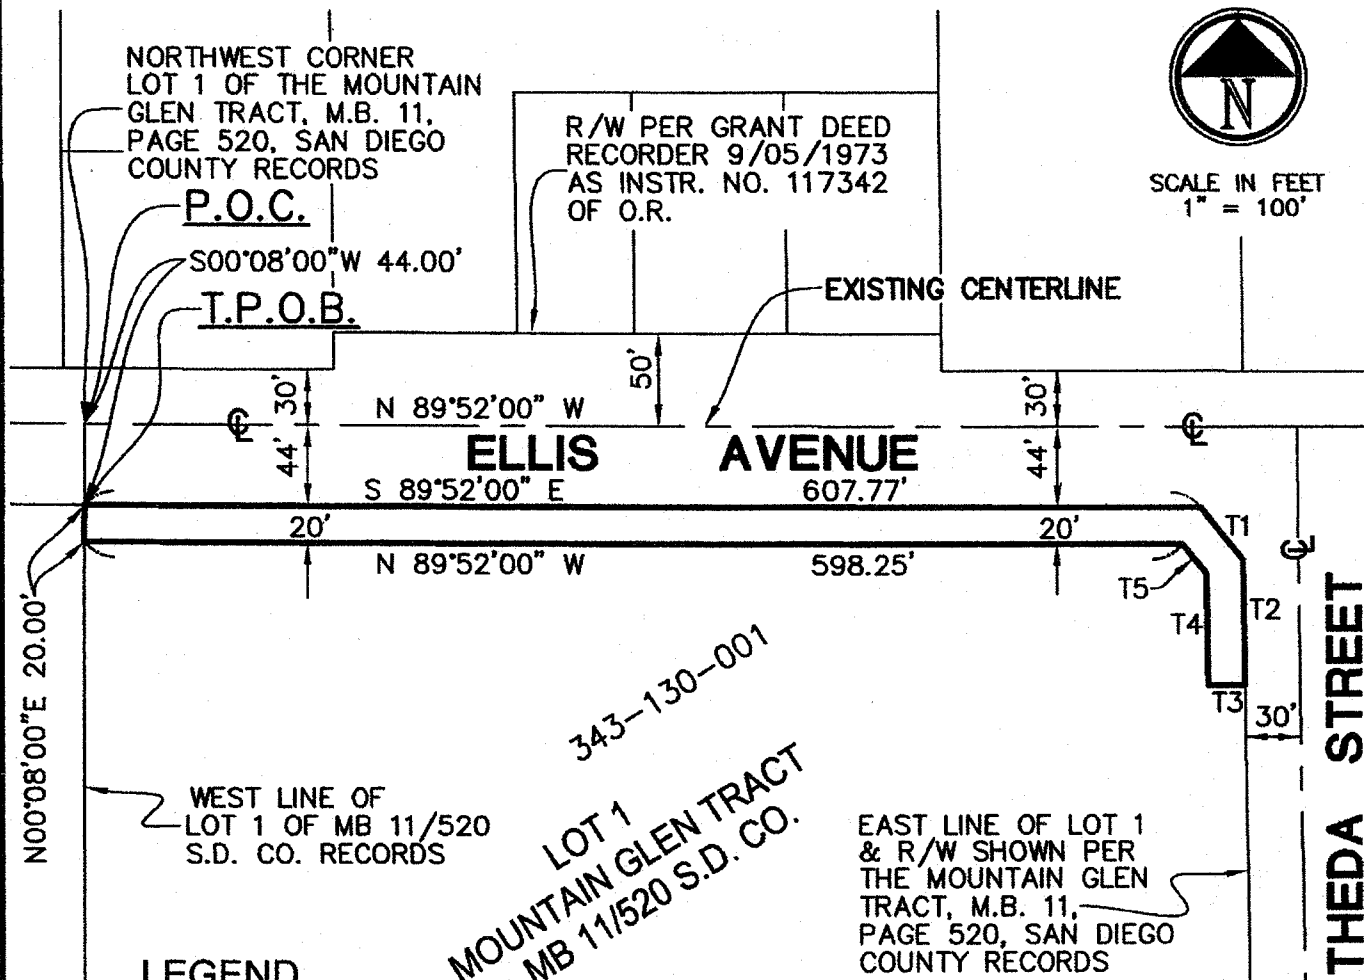 NORTHWEST CORNER
LOT 1 OF THE MOUNTAIN
GLEN TRACT, M.B. 11,
PAGE 520, SAN DIEGO
COUNTY RECORDS
P.O.C.
S00°08'00"W 44.00'
T.P.O.B.
R/W PER GRANT DEED
RECORDER 9/05/1973
AS INSTR. NO. 117342
OF O.R.
N
SCALE IN FEET
1" = 100'
EXISTING CENTERLINE
30'
50'
30'
N 89°52'00" W
CL
CL
44'
ELLIS AVENUE
44'
S 89°52'00" E
607.77'
20'
20'
T1
CL
N 89°52'00" W
598.25'
T5
T2
T4
T3
30'
N00°08'00"E 20.00'
343-130-001
THEDA STREET
WEST LINE OF
LOT 1 OF MB 11/520
S.D. CO. RECORDS
LOT 1
MOUNTAIN GLEN TRACT
MB 11/520 S.D. CO.
EAST LINE OF LOT 1
& R/W SHOWN PER
THE MOUNTAIN GLEN
TRACT, M.B. 11,
PAGE 520, SAN DIEGO
COUNTY RECORDS
LEGEND